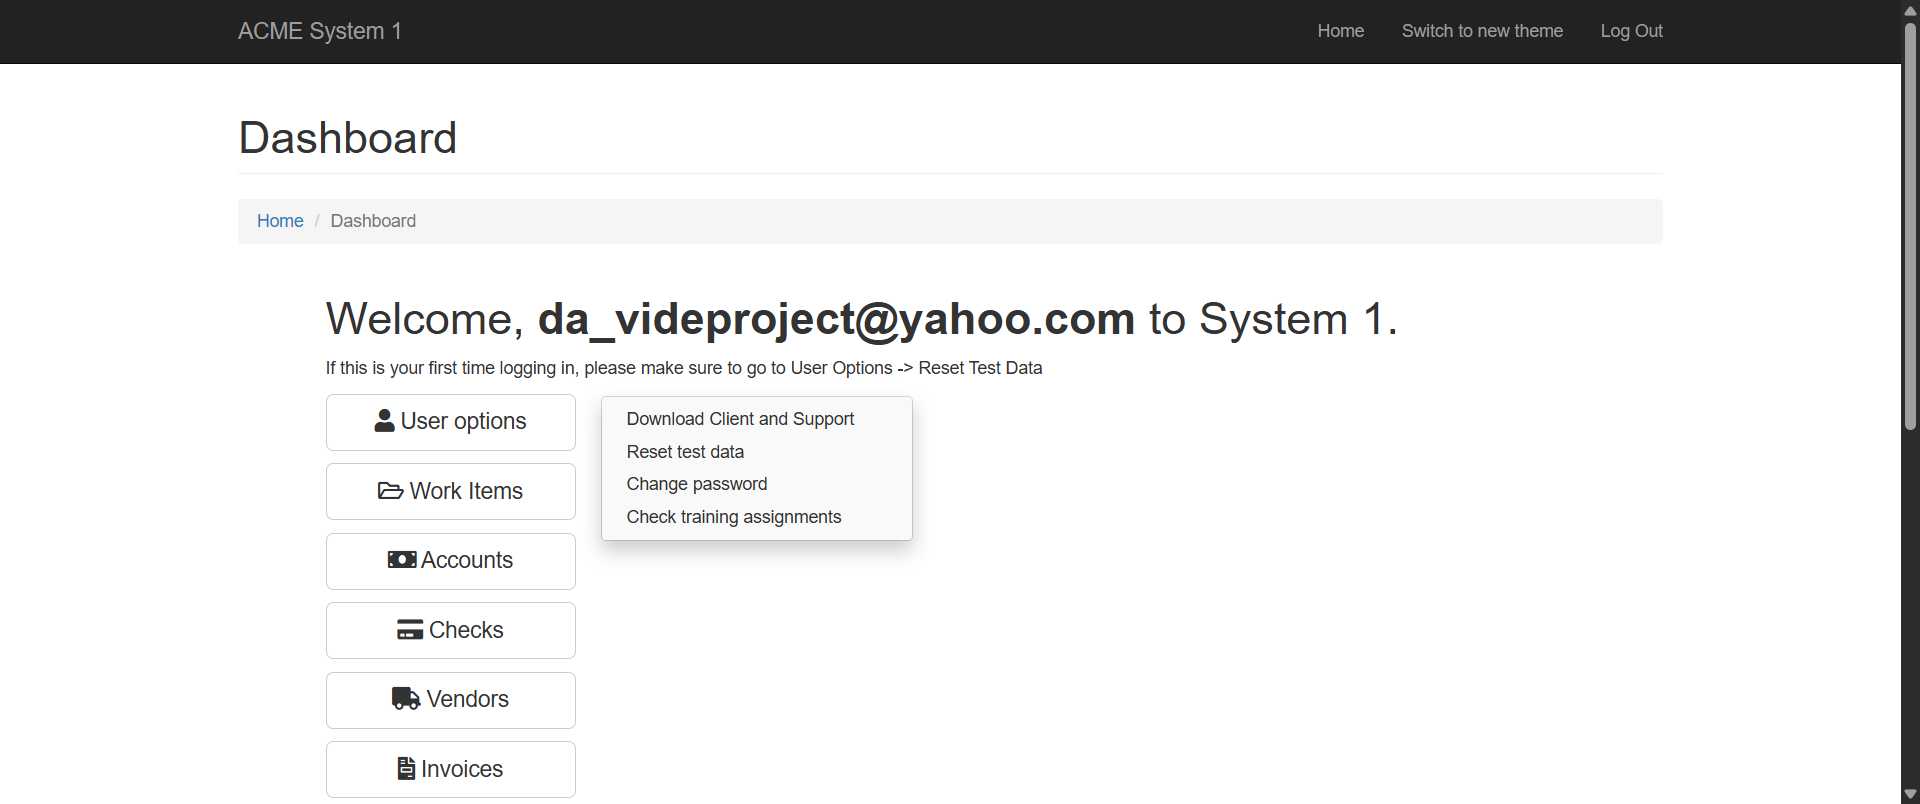 ACME System 1
Home
Switch to new theme
Log Out
Dashboard
Home / Dashboard
Welcome, da_videproject@yahoo.com to System 1.
If this is your first time logging in, please make sure to go to User Options -> Reset Test Data
User options
Download Client and Support
Reset test data
Change password
Check training assignments
Work Items
Accounts
Checks
Vendors
Invoices